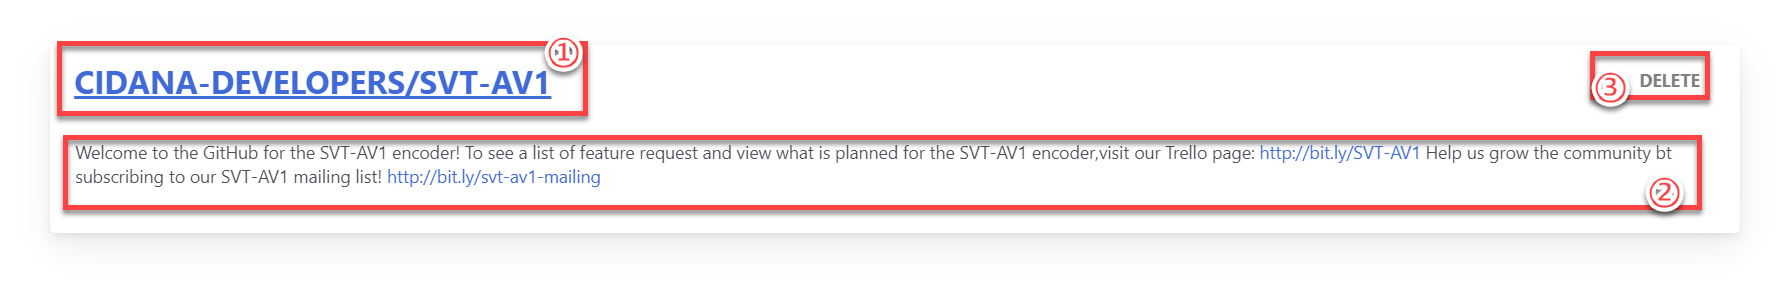 CIDANA-DEVELOPERS/SVT-AV1
①
③
DELETE
Welcome to the GitHub for the SVT-AV1 encoder! To see a list of feature request and view what is planned for the SVT-AV1 encoder,visit our Trello page: http://bit.ly/SVT-AV1 Help us grow the community bt
subscribing to our SVT-AV1 mailing list! http://bit.ly/svt-av1-mailing
②